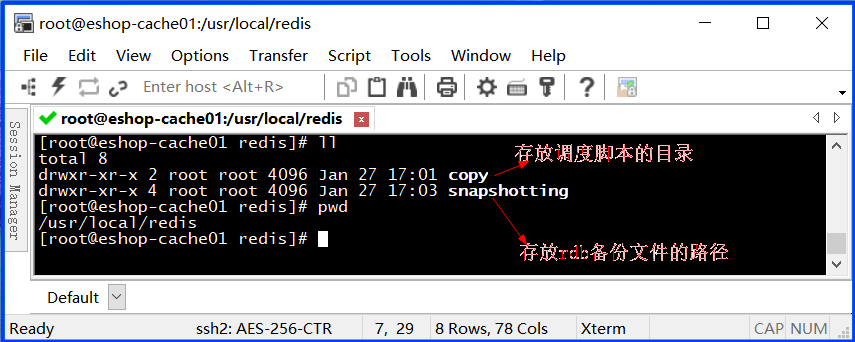 root@eshop-cache01:/usr/local/redis
File Edit View Options Transfer Script Tools Window Help
Enter host <Alt+R>
root@eshop-cache01:/usr/local/redis
Session Manager
[root@eshop-cache01 redis]# ll
total 8
drwxr-xr-x 2 root root 4096 Jan 27 17:01 copy
存放调度脚本的目录
drwxr-xr-x 4 root root 4096 Jan 27 17:03 snapshotting
[root@eshop-cache01 redis]# pwd
/usr/local/redis
[root@eshop-cache01 redis]#
存放rdb备份文件的路径
Default
Ready ssh2: AES-256-CTR 7, 29 8 Rows, 78 Cols Xterm CAP NUM